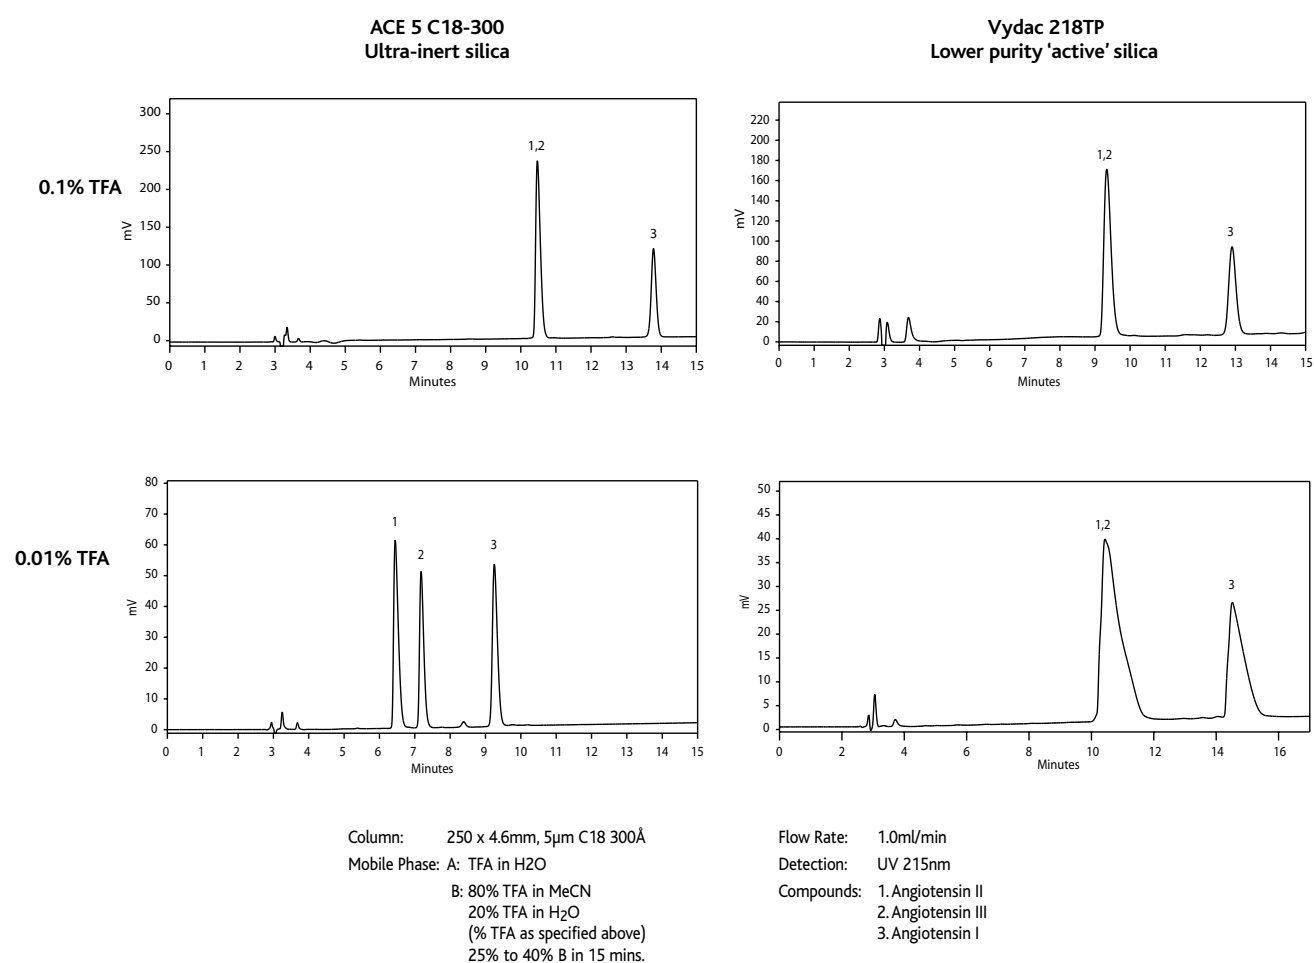 ACE 5 C18-300
Ultra-inert silica
Vydac 218TP
Lower purity ‘active’ silica
0.1% TFA
300
250
200
150
100
50
0
mV
1,2
3
0 1 2 3 4 5 6 7 8 9 10 11 12 13 14 15
Minutes
220
200
180
160
140
120
100
80
60
40
20
0
mV
1,2
3
0 1 2 3 4 5 6 7 8 9 10 11 12 13 14 15
Minutes
0.01% TFA
80
70
60
50
40
30
20
10
0
mV
1
2
3
0 1 2 3 4 5 6 7 8 9 10 11 12 13 14 15
Minutes
50
45
40
35
30
25
20
15
10
5
0
mV
1,2
3
0 2 4 6 8 10 12 14 16
Minutes
Column: 250 x 4.6mm, 5µm C18 300Å
Mobile Phase: A: TFA in H2O
B: 80% TFA in MeCN
20% TFA in H2O
(% TFA as specified above)
25% to 40% B in 15 mins.
Flow Rate: 1.0ml/min
Detection: UV 215nm
Compounds: 1. Angiotensin II
2. Angiotensin III
3. Angiotensin I